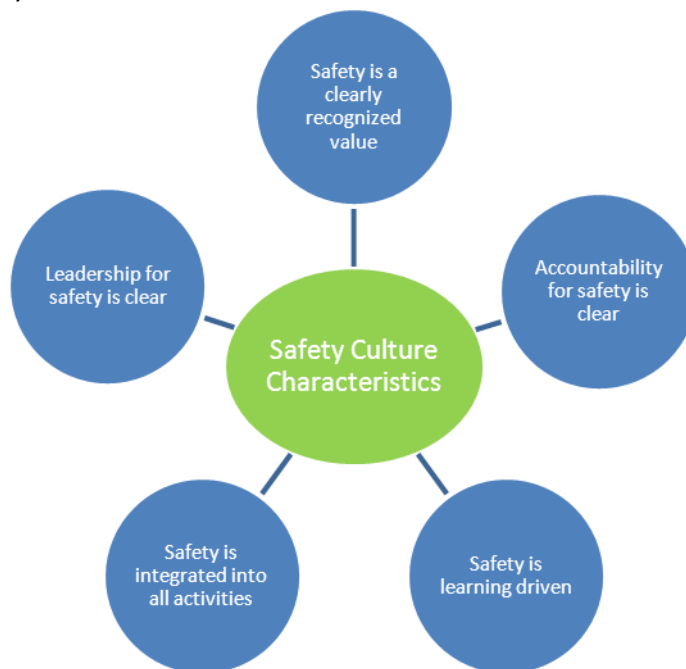 Safety is a
clearly
recognized
value
Leadership for
safety is clear
Accountability
for safety is
clear
Safety Culture
Characteristics
Safety is
integrated into
all activities
Safety is
learning driven